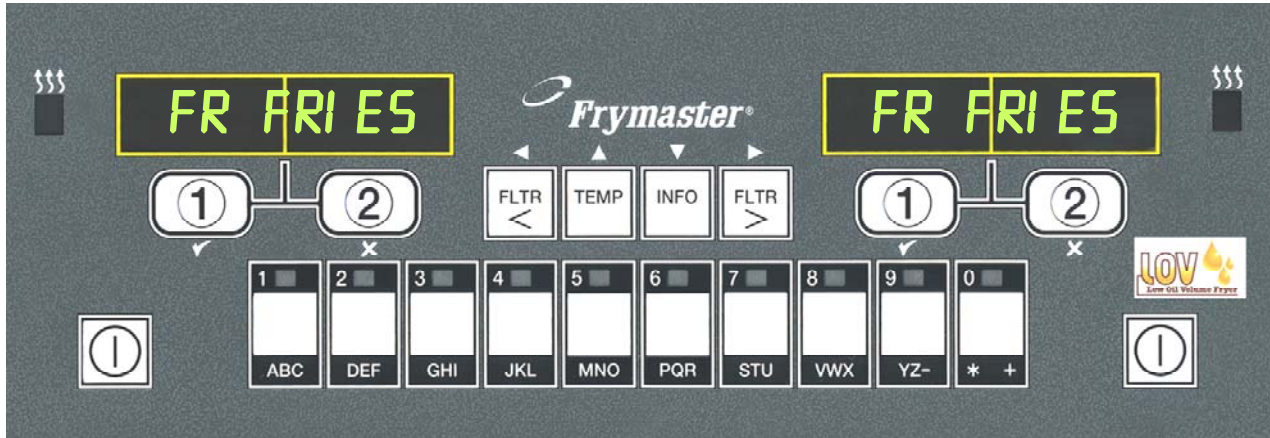 FR FRIES
Frymaster®
FR FRIES
1 2
FLTR < TEMP INFO FLTR >
1 2
✓ x
✓ x
LOV
Low Oil Volume Fryer
1 2 3 4 5 6 7 8 9 0
ABC DEF GHI JKL MNO PQR STU VWX YZ- * +